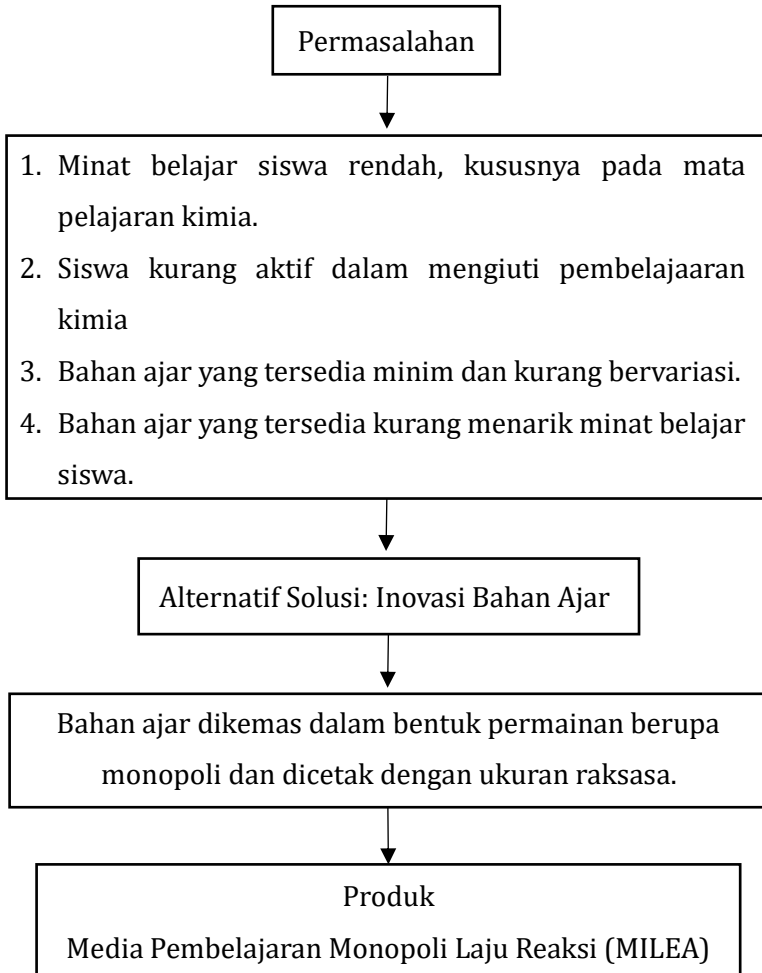 Permasalahan
1. Minat belajar siswa rendah, kususnya pada mata
pelajaran kimia.
2. Siswa kurang aktif dalam mengiuti pembelajaaran
kimia
3. Bahan ajar yang tersedia minim dan kurang bervariasi.
4. Bahan ajar yang tersedia kurang menarik minat belajar
siswa.
Alternatif Solusi: Inovasi Bahan Ajar
Bahan ajar dikemas dalam bentuk permainan berupa
monopoli dan dicetak dengan ukuran raksasa.
Produk
Media Pembelajaran Monopoli Laju Reaksi (MILEA)